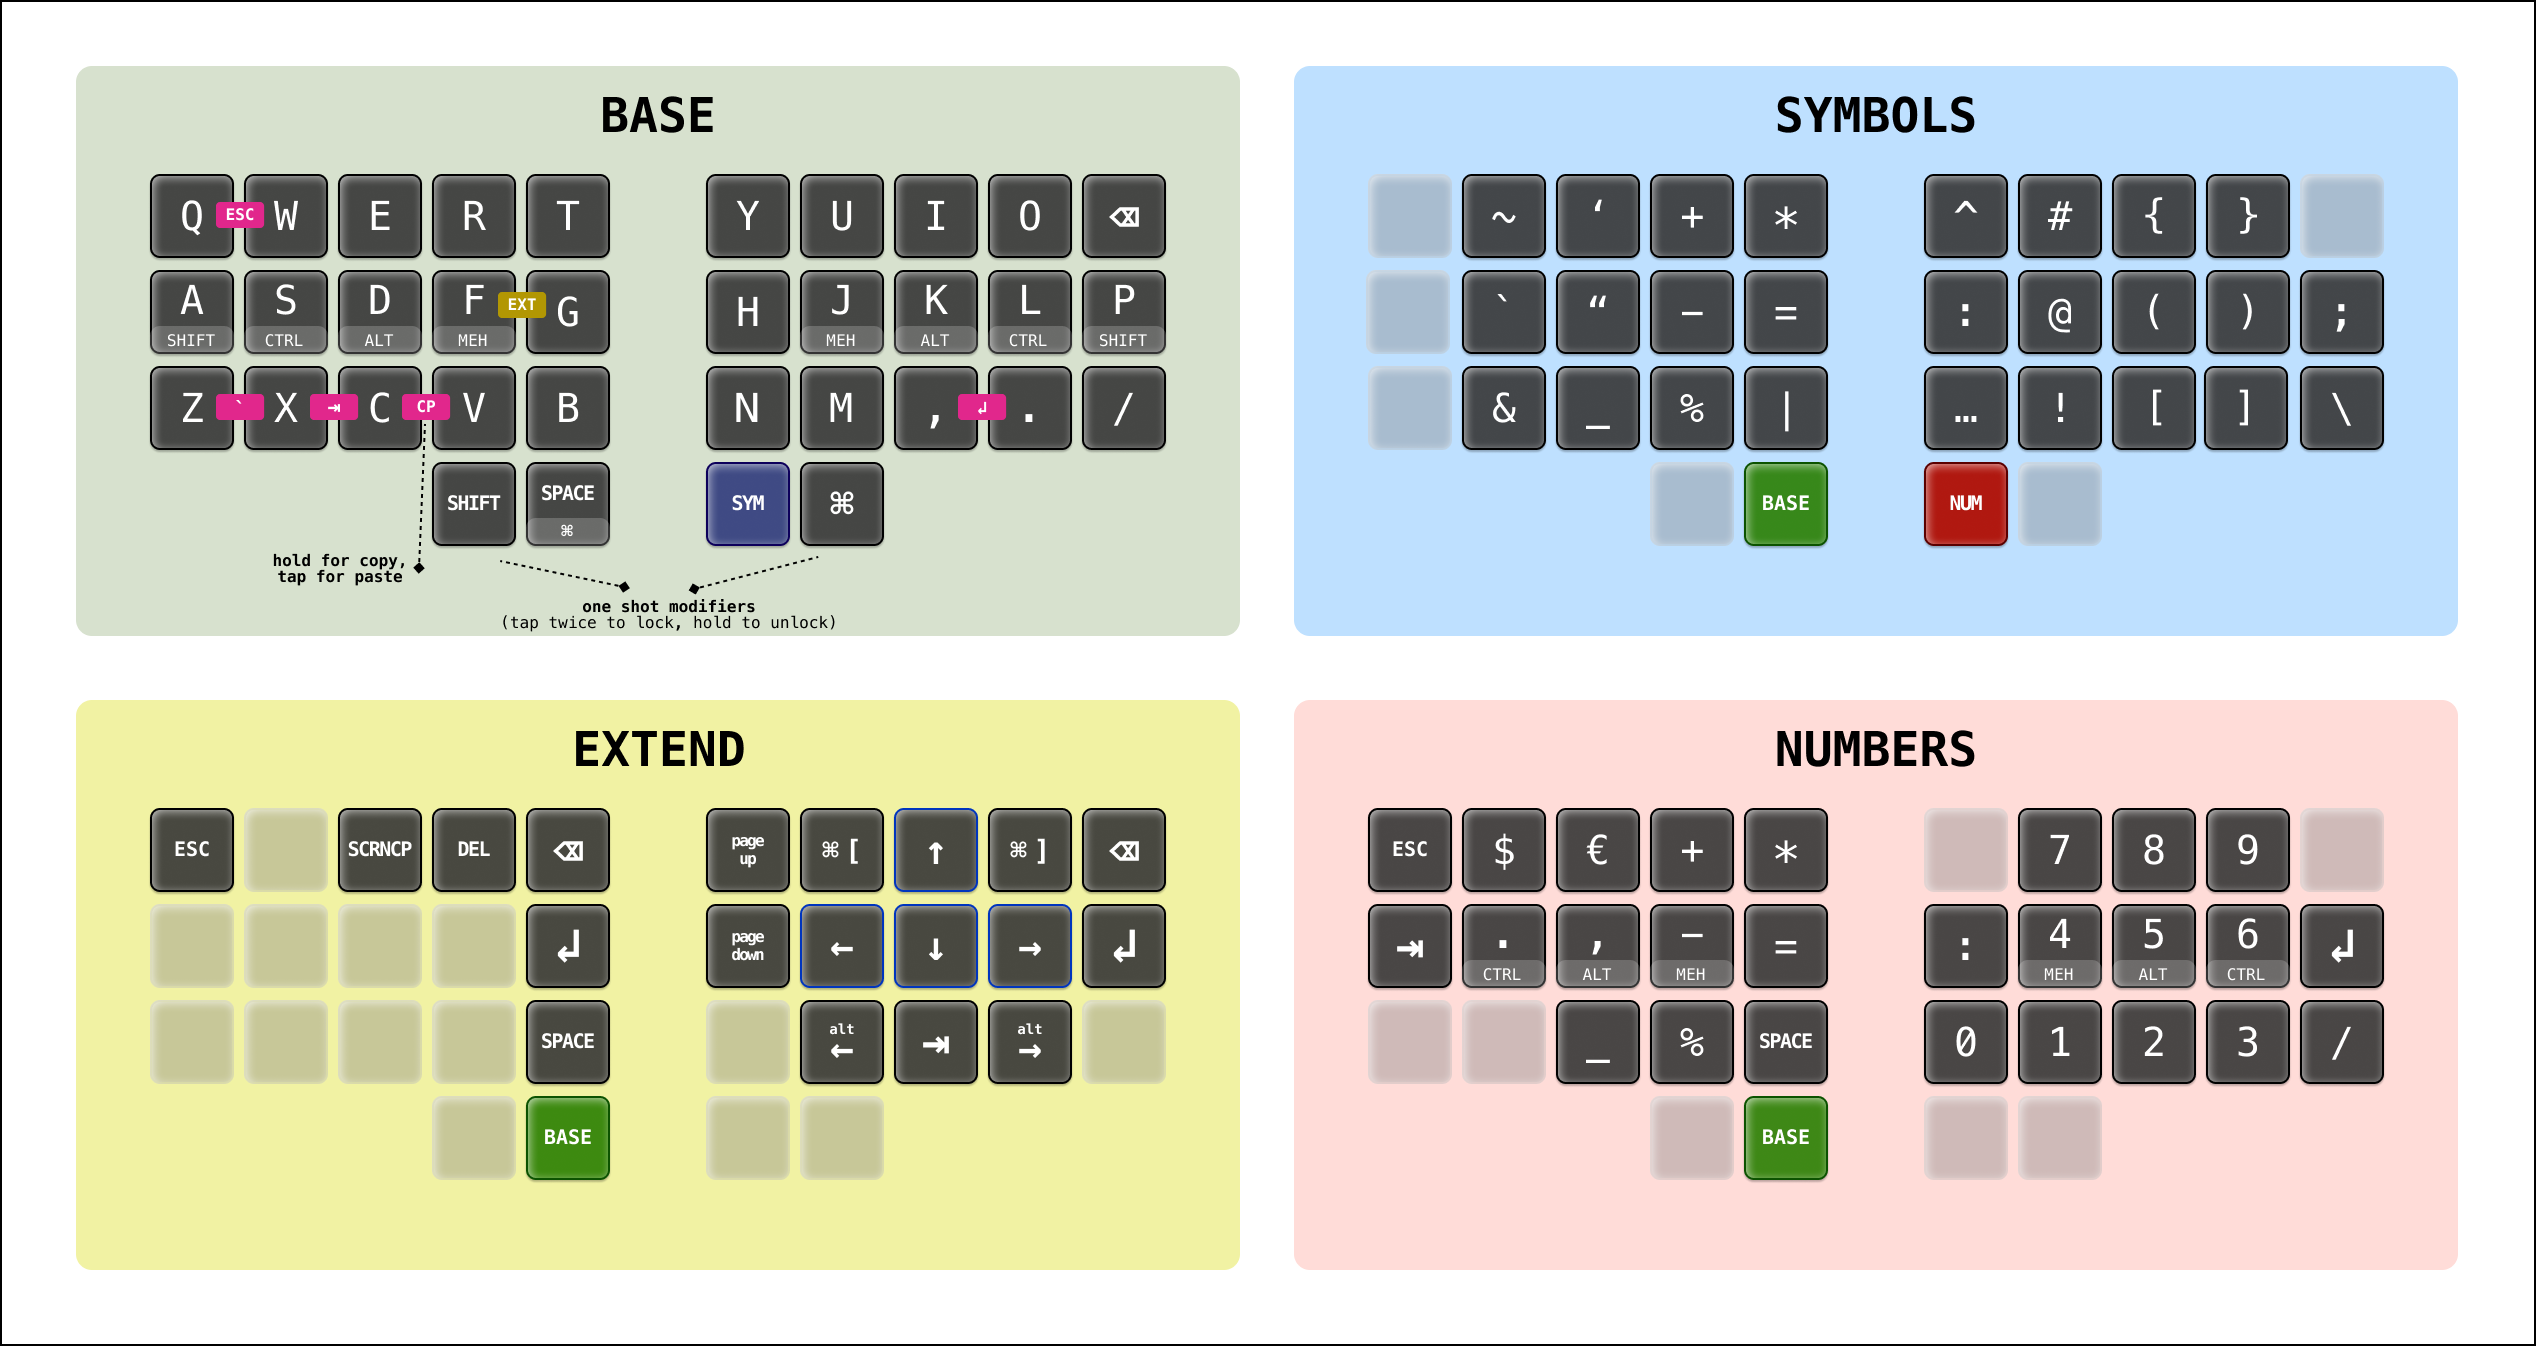 BASE
Q ESC W E R T Y U I O ⌫
A S D F EXT G H J K L P
SHIFT CTRL ALT MEH MEH ALT CTRL SHIFT
Z ` X ⇥ C CP V B N M , ↲ . /
SHIFT SPACE SYM ⌘
⌘
hold for copy,
tap for paste
one shot modifiers
(tap twice to lock, hold to unlock)
SYMBOLS
~ ‘ + * ^ # { }
` “ − = : @ ( ) ;
& _ % | … ! [ ] \
BASE NUM
EXTEND
ESC SCRNCP DEL ⌫ page up ⌘ [ ↑ ⌘ ] ⌫
↲ page down ← ↓ → ↲
SPACE alt ← ⇥ alt →
BASE
NUMBERS
ESC $ € + * 7 8 9
⇥ . , − = : 4 5 6 ↲
CTRL ALT MEH MEH ALT CTRL
_ % SPACE 0 1 2 3 /
BASE